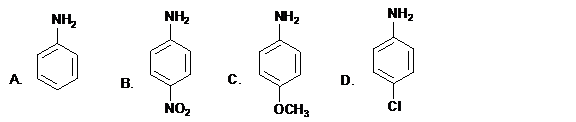 NH₂ NH₂ NH₂ NH₂
A. B. C. D.
NO₂ OCH₃ Cl